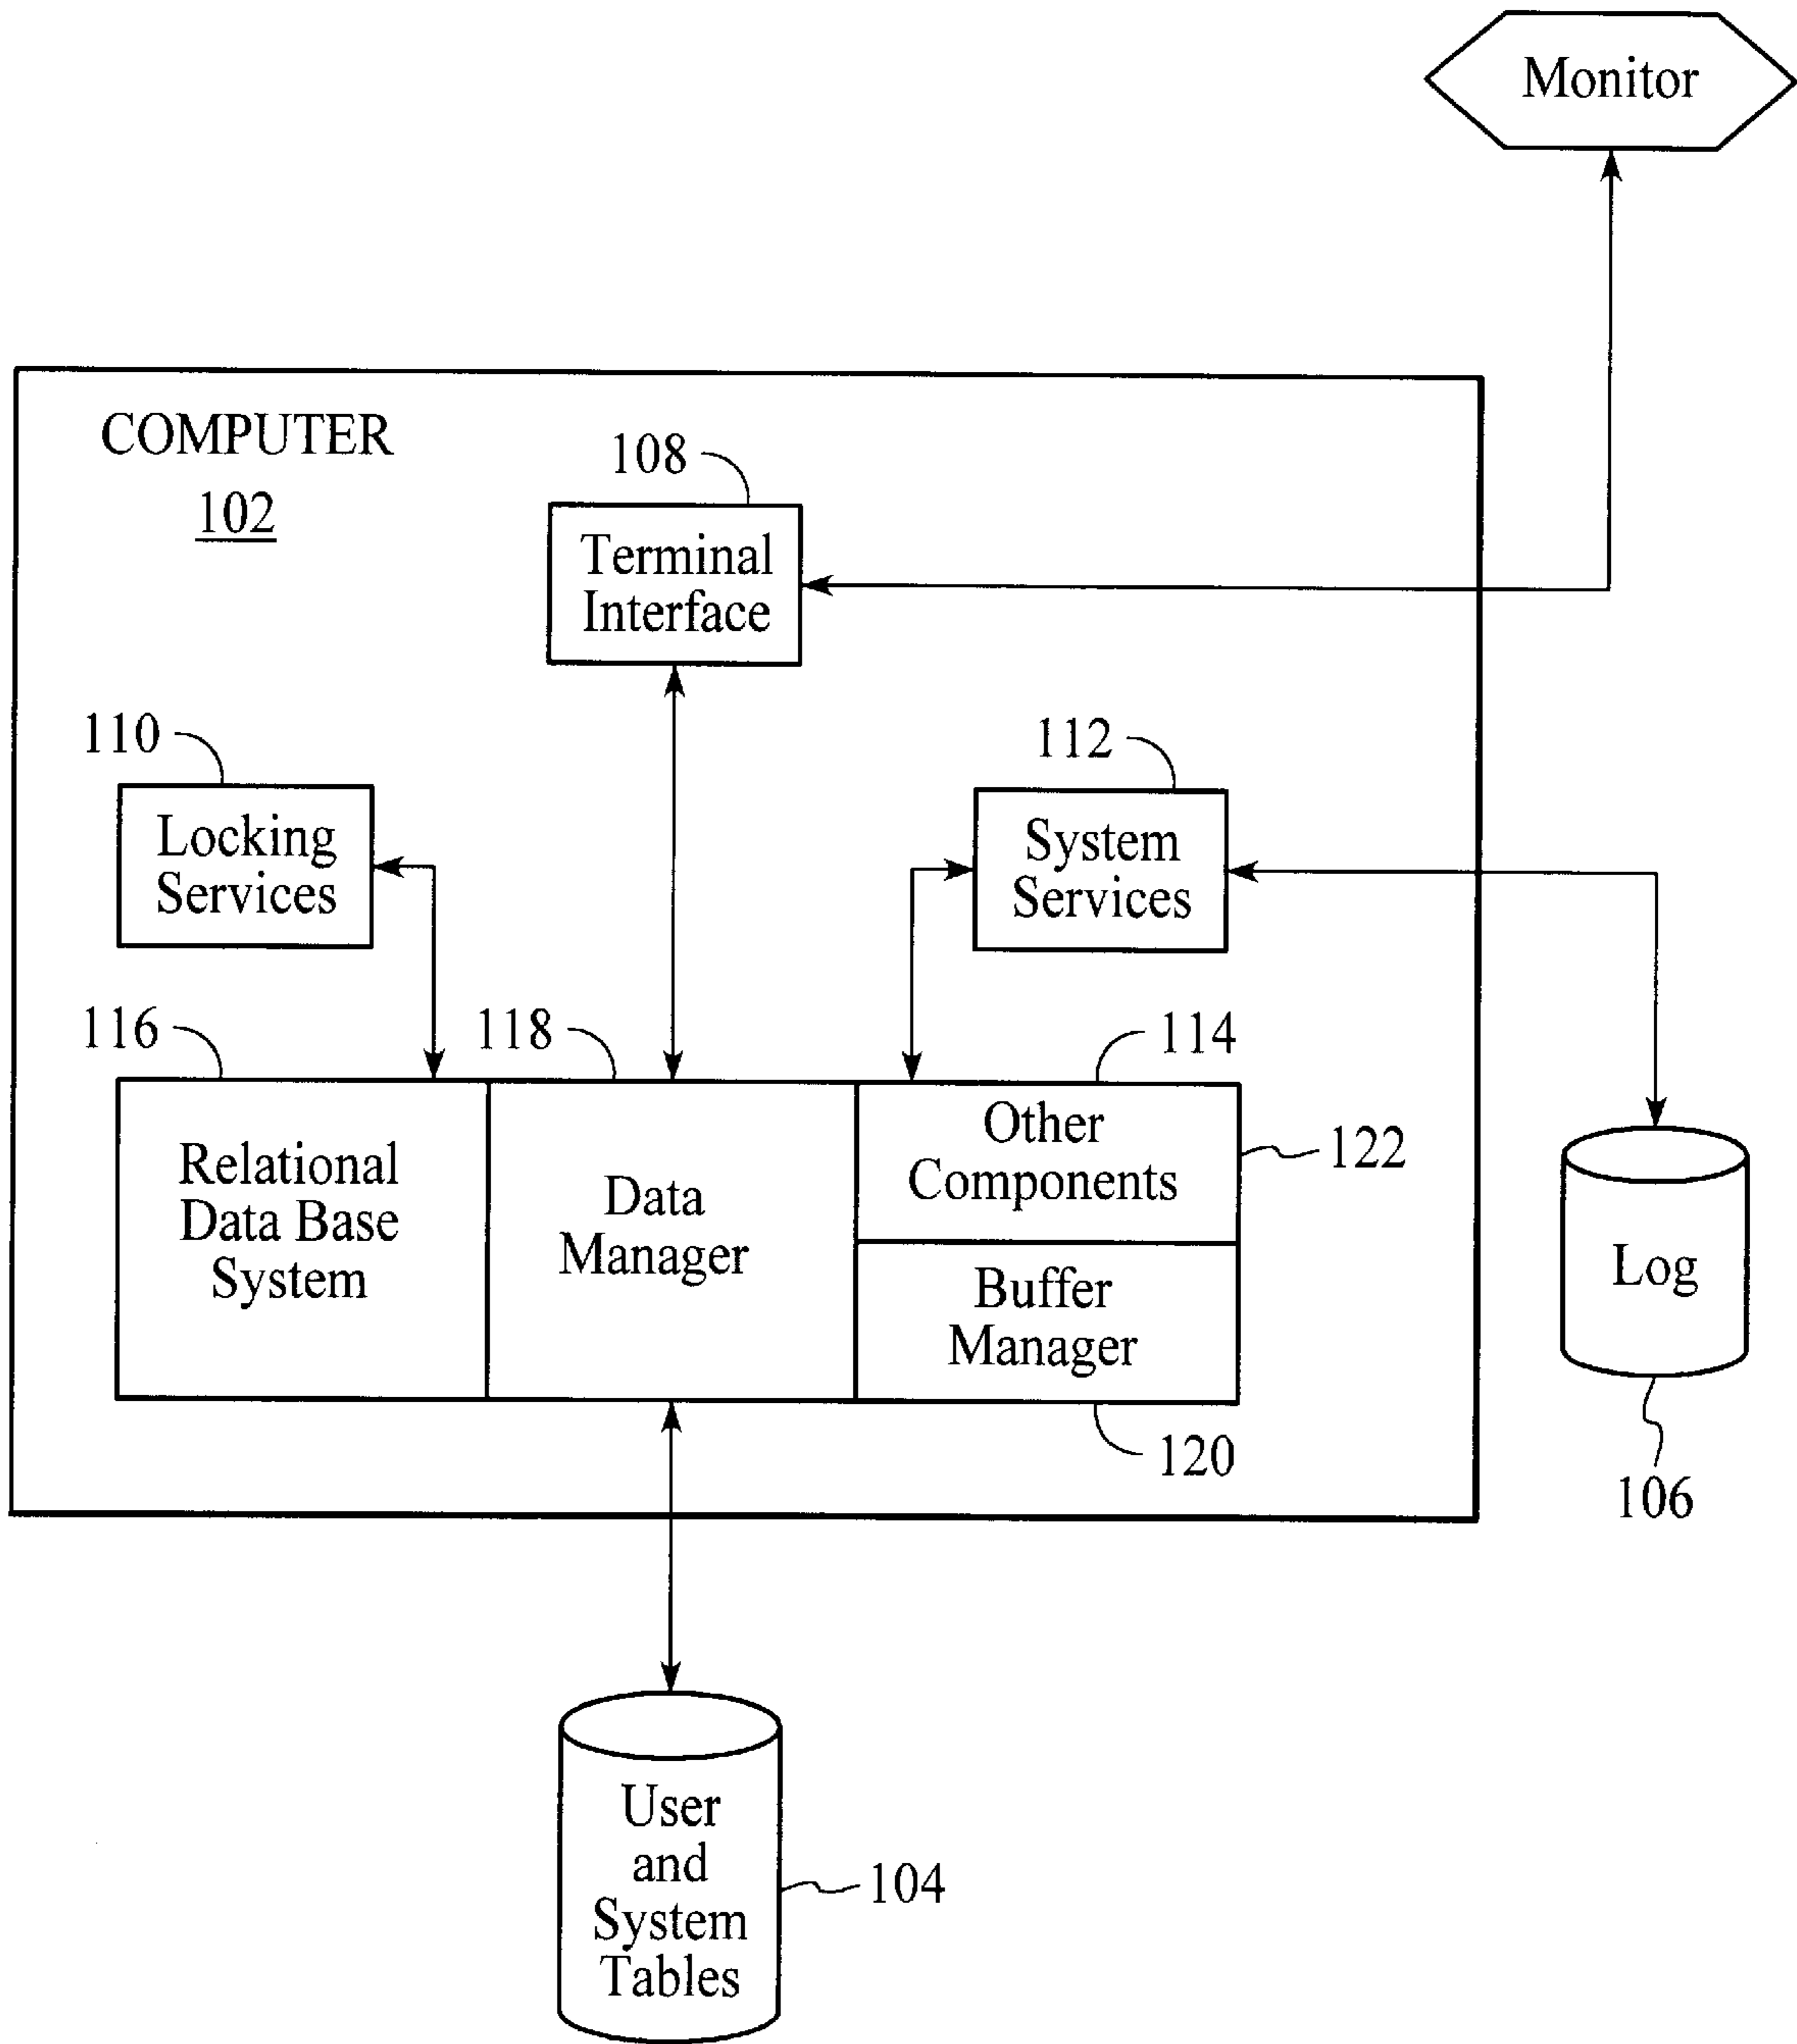 Monitor
COMPUTER
102
108
Terminal
Interface
110
Locking
Services
112
System
Services
116
118
114
Relational
Data Base
System
Data
Manager
Other
Components
122
Buffer
Manager
120
Log
106
User
and
System
Tables
104